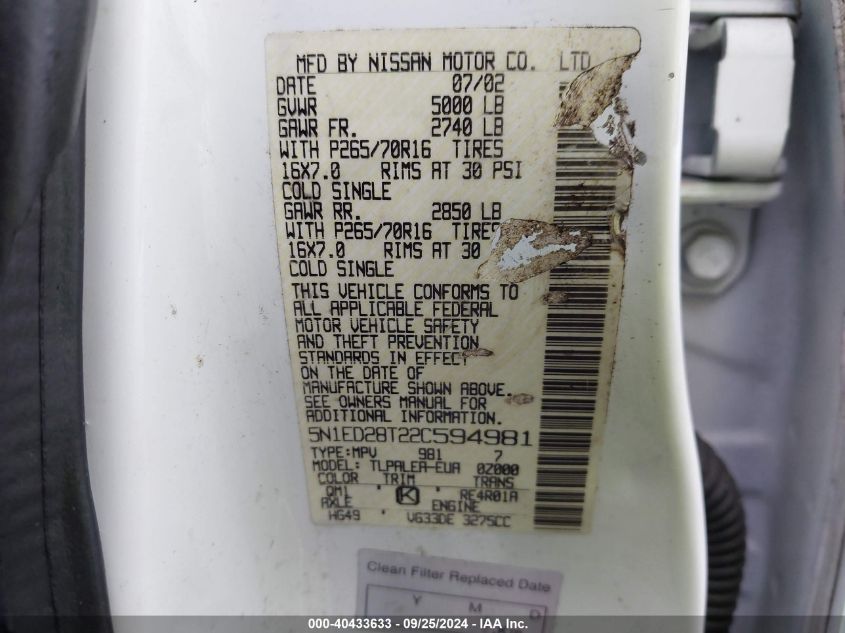 MFD BY NISSAN MOTOR CO. LTD
DATE 07/02
GVWR 5000 LB
GAWR FR. 2740 LB
WITH P265/70R16 TIRES
16X7.0 RIMS AT 30 PSI
COLD SINGLE
GAWR RR. 2850 LB
WITH P265/70R16 TIRES
16X7.0 RIMS AT 30
COLD SINGLE
THIS VEHICLE CONFORMS TO
ALL APPLICABLE FEDERAL
MOTOR VEHICLE SAFETY
AND THEFT PREVENTION
STANDARDS IN EFFECT
ON THE DATE OF
MANUFACTURE SHOWN ABOVE.
SEE OWNERS MANUAL FOR
ADDITIONAL INFORMATION.
5N1ED28T22C594981
TYPE:MPV 981 7
MODEL: TLPALEA-EUA 0Z000
COLOR TRIM TRANS
QM1 K RE4R01A
AXLE ENGINE
HG49 VG33DE 3275CC
Clean Filter Replaced Date
Y M D
000-40433633 / 09/25/2024 - IAA Inc.